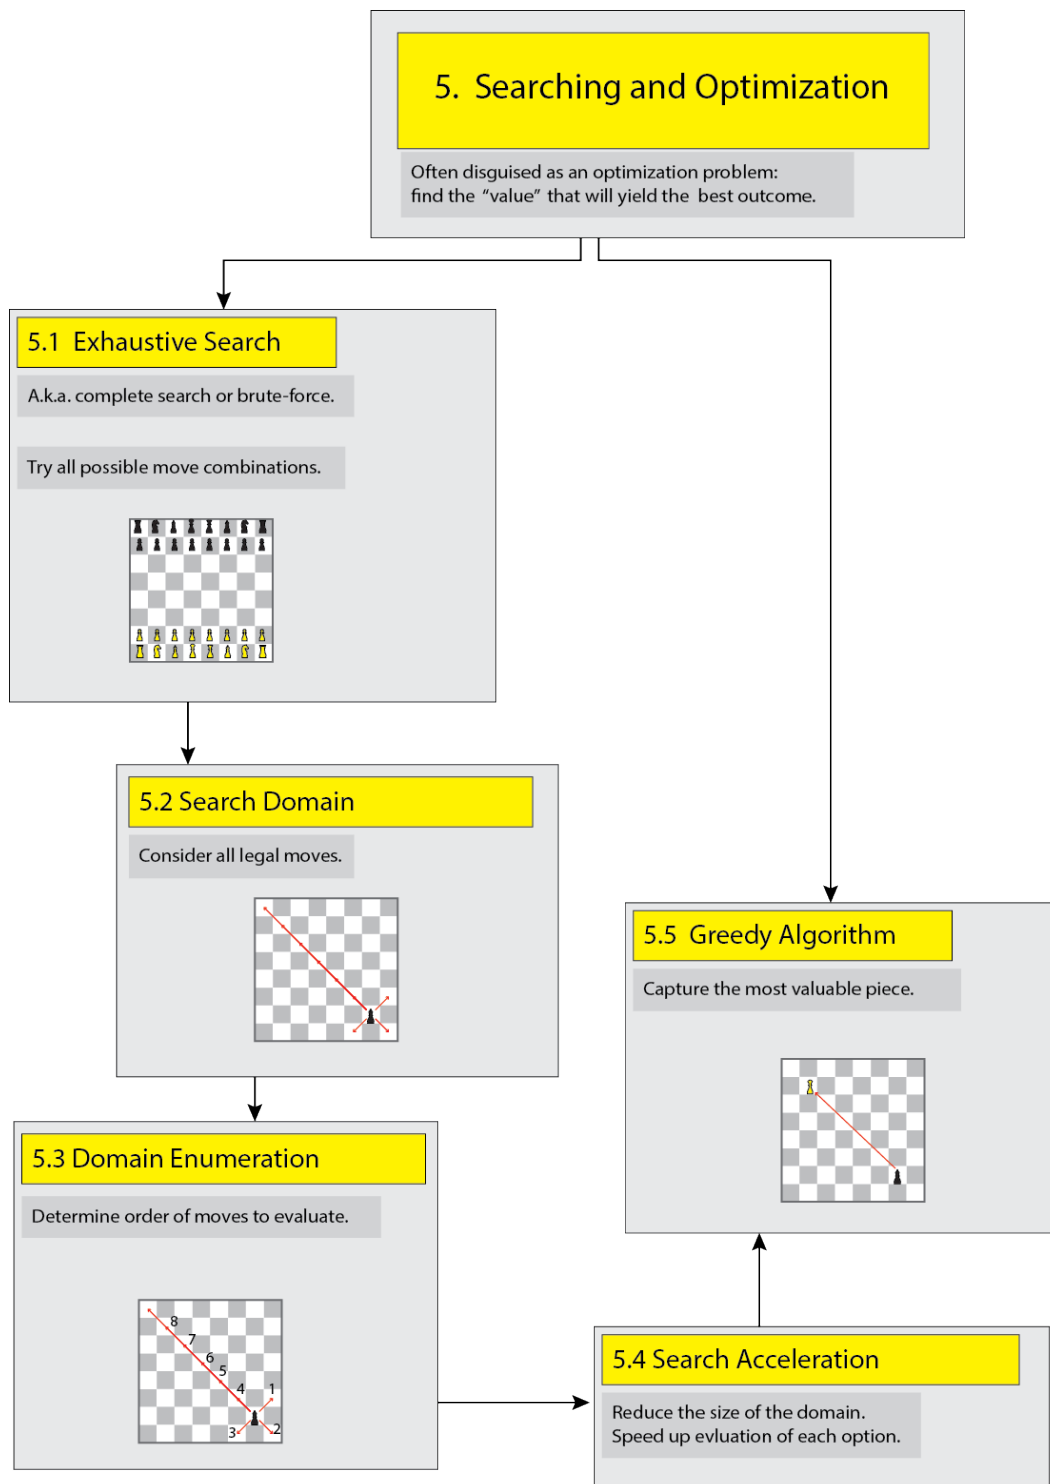 5. Searching and Optimization
Often disguised as an optimization problem:
find the “value” that will yield the best outcome.
5.1 Exhaustive Search
A.k.a. complete search or brute-force.
Try all possible move combinations.
5.2 Search Domain
Consider all legal moves.
5.3 Domain Enumeration
Determine order of moves to evaluate.
8
7
6
5
4
1
3
2
5.4 Search Acceleration
Reduce the size of the domain.
Speed up evluation of each option.
5.5 Greedy Algorithm
Capture the most valuable piece.